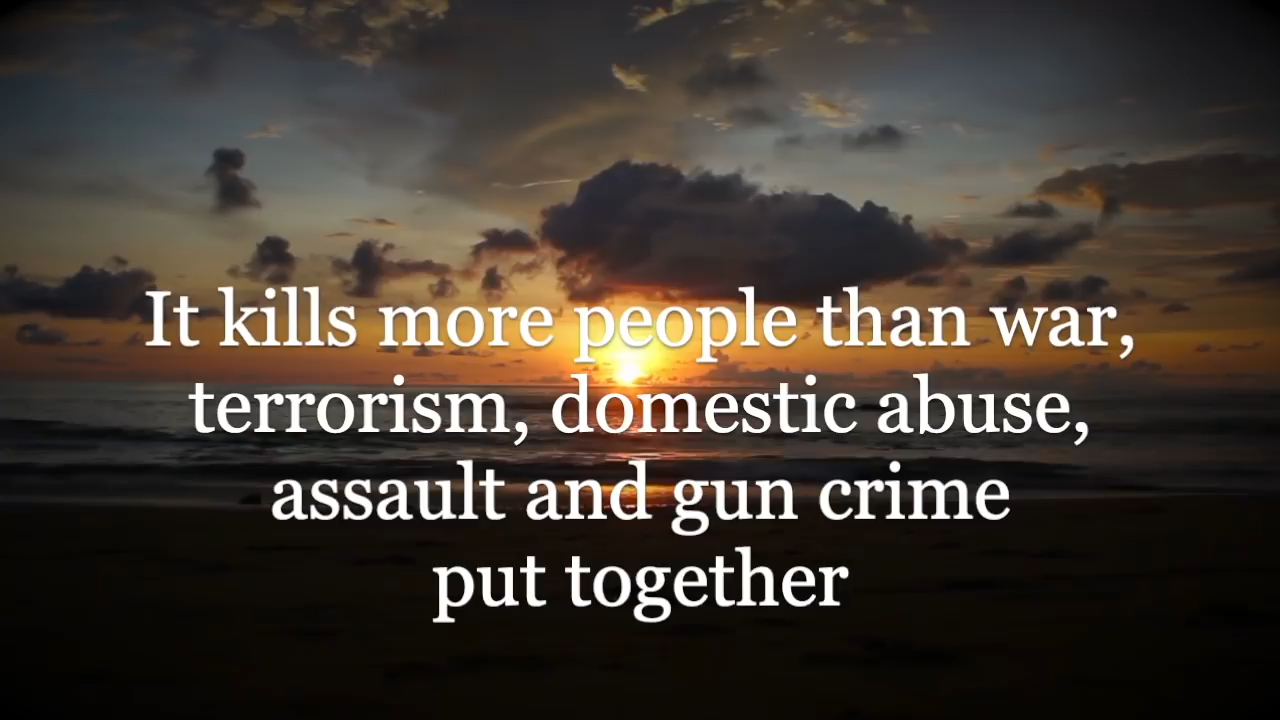 It kills more people than war,
terrorism, domestic abuse,
assault and gun crime
put together